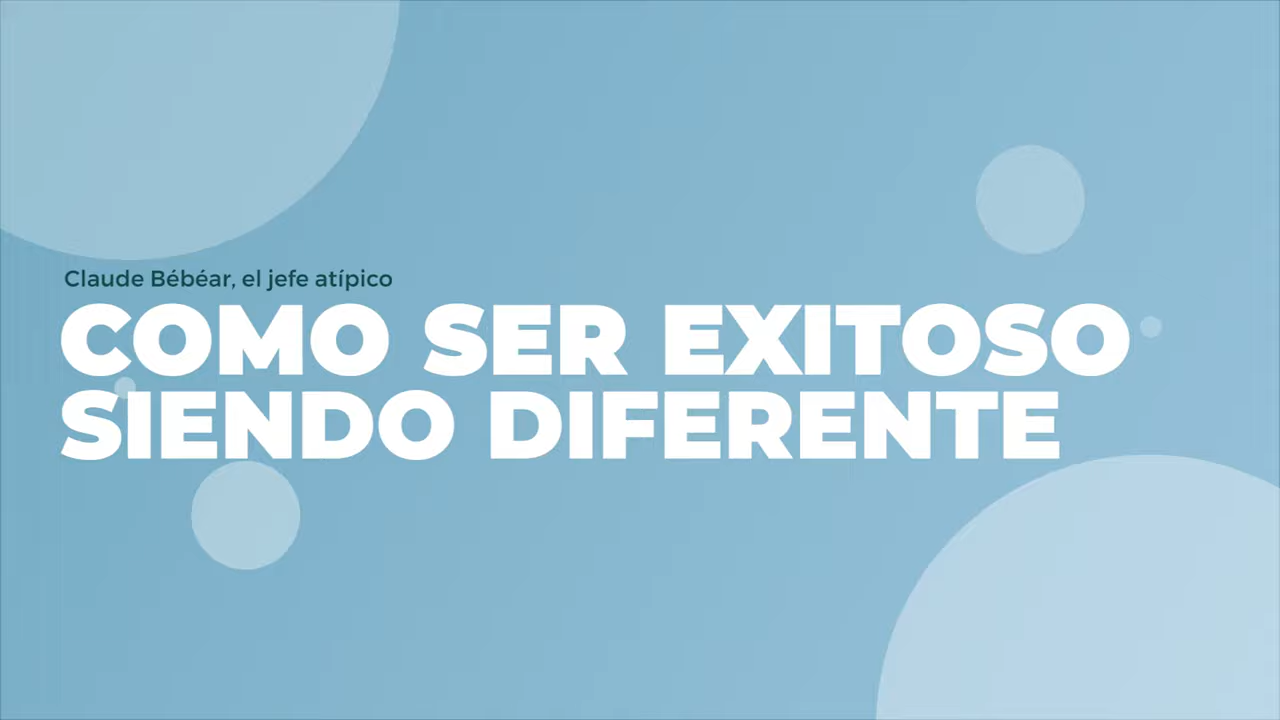 Claude Bébéar, el jefe atípico
COMO SER EXITOSO
SIENDO DIFERENTE